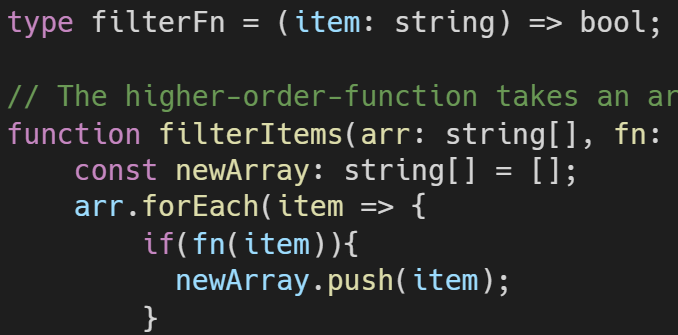 type filterFn = (item: string) => bool;
// The higher-order-function takes an ar
function filterItems(arr: string[], fn:
const newArray: string[] = [];
arr.forEach(item => {
if(fn(item)){
newArray.push(item);
}